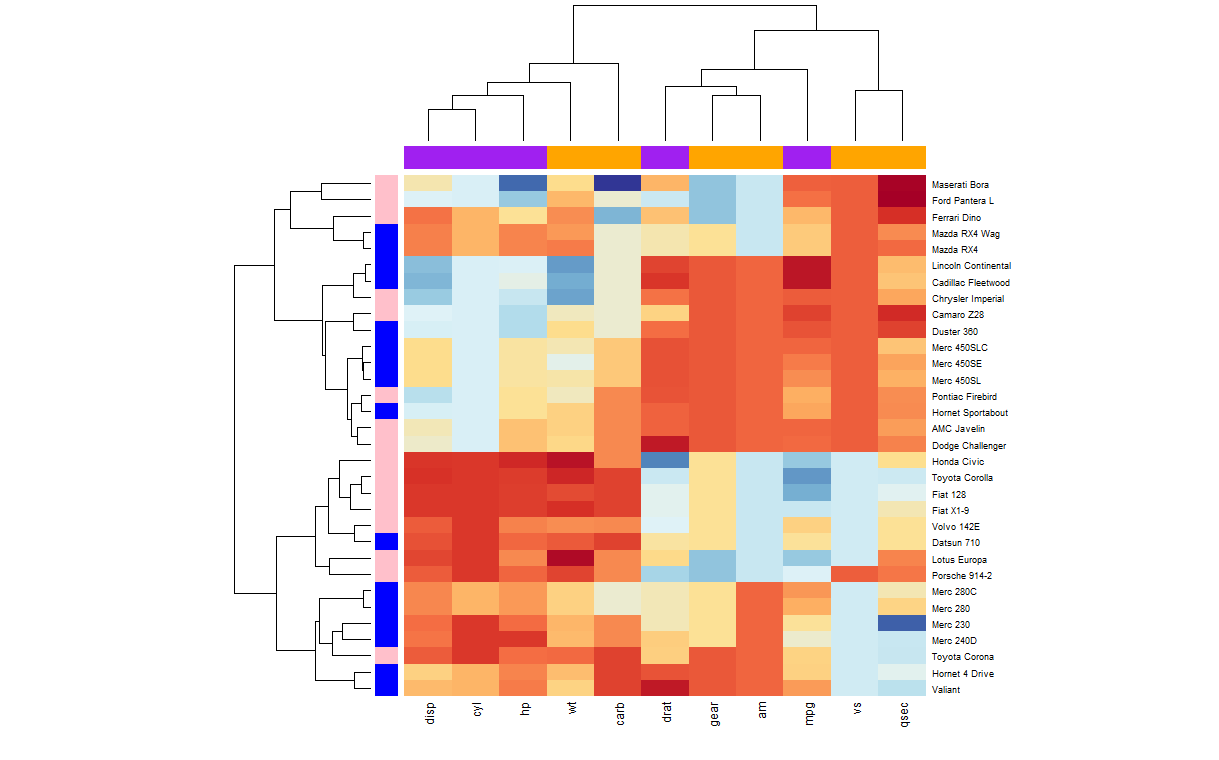 Maserati Bora
Ford Pantera L
Ferrari Dino
Mazda RX4 Wag
Mazda RX4
Lincoln Continental
Cadillac Fleetwood
Chrysler Imperial
Camaro Z28
Duster 360
Merc 450SLC
Merc 450SE
Merc 450SL
Pontiac Firebird
Hornet Sportabout
AMC Javelin
Dodge Challenger
Honda Civic
Toyota Corolla
Fiat 128
Fiat X1-9
Volvo 142E
Datsun 710
Lotus Europa
Porsche 914-2
Merc 280C
Merc 280
Merc 230
Merc 240D
Toyota Corona
Hornet 4 Drive
Valiant
disp
cyl
hp
wt
carb
drat
gear
am
mpg
vs
qsec